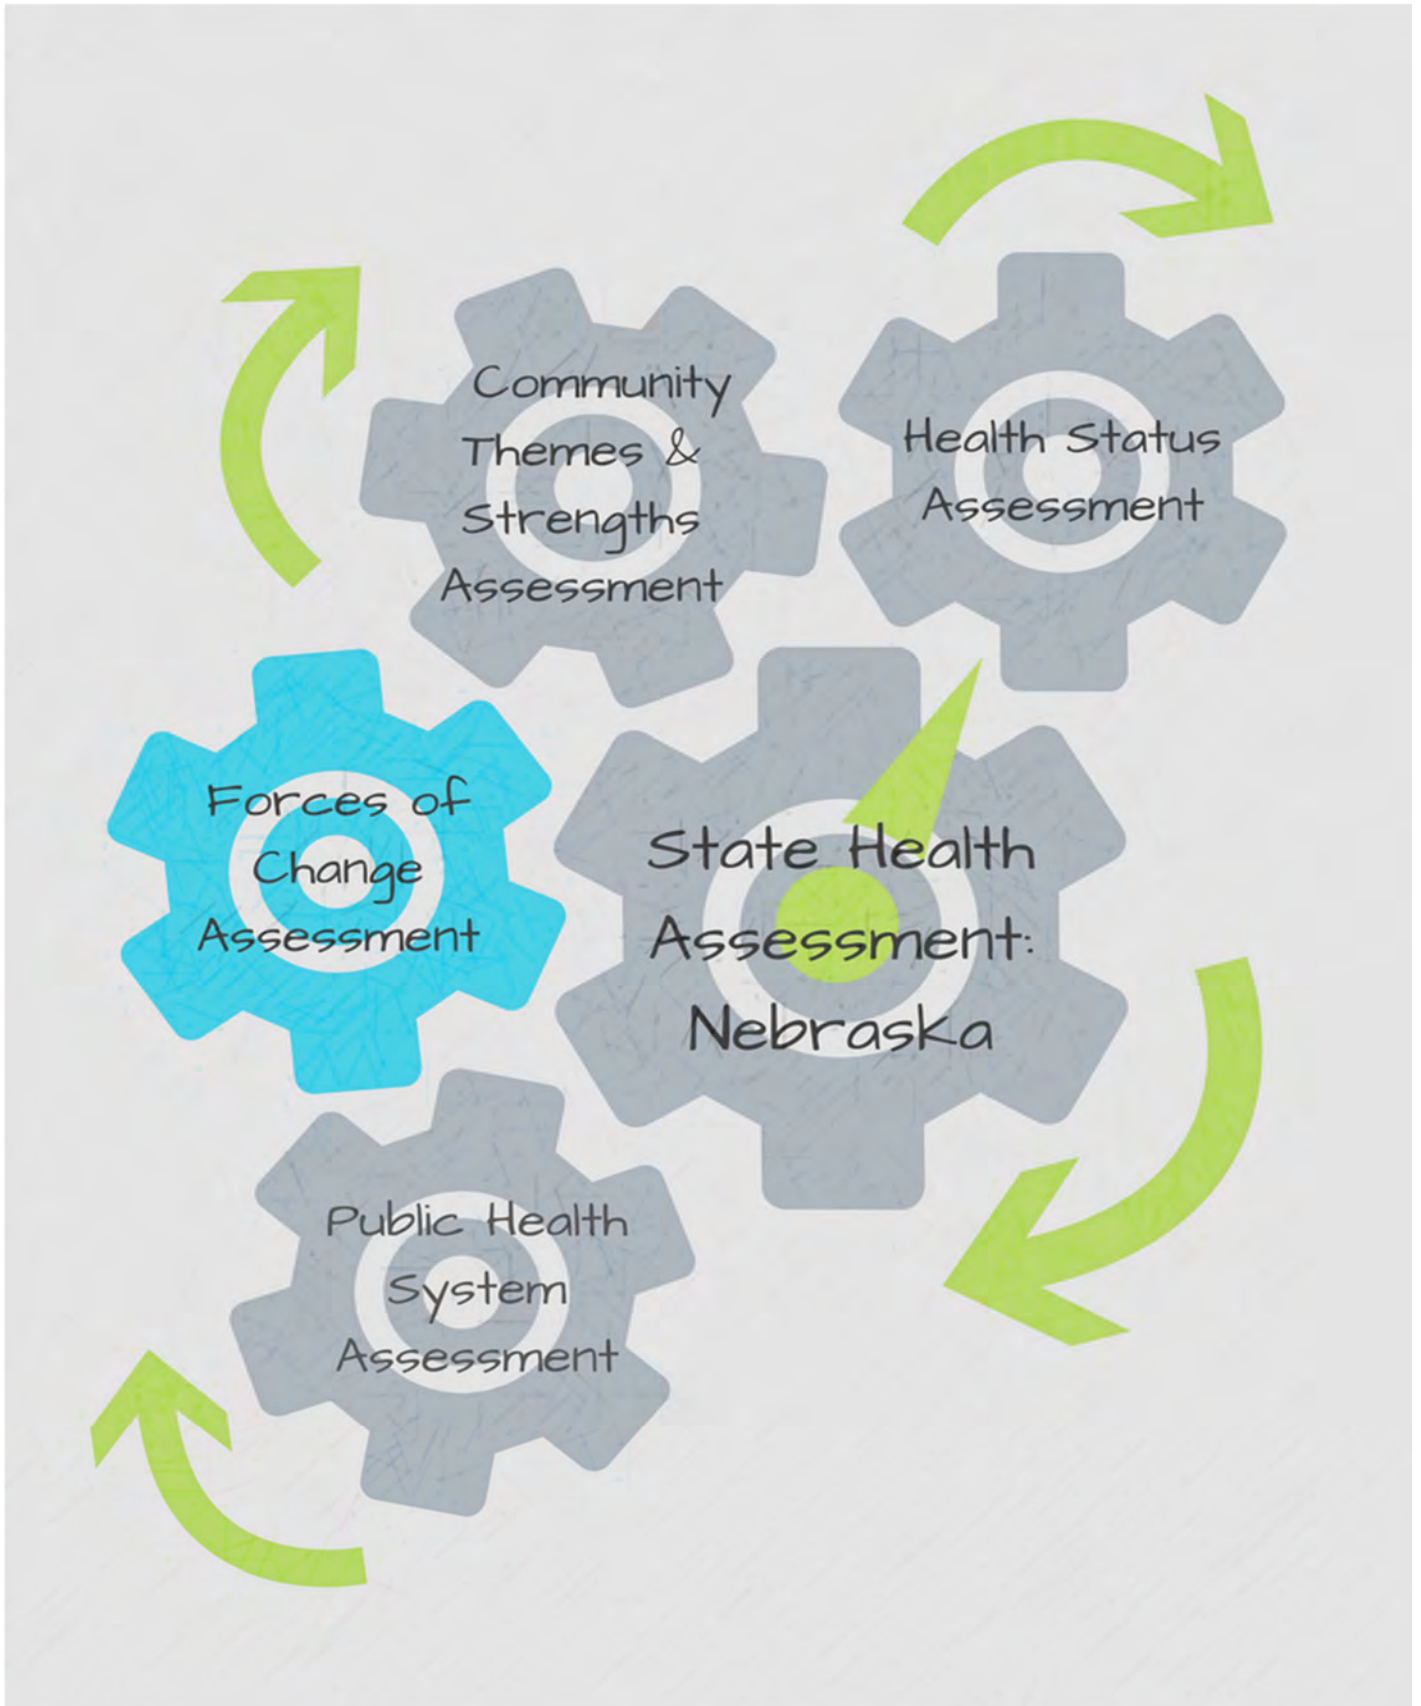 Community
Themes &
Strengths
Assessment
Health Status
Assessment
Forces of
Change
Assessment
State Health
Assessment:
Nebraska
Public Health
System
Assessment